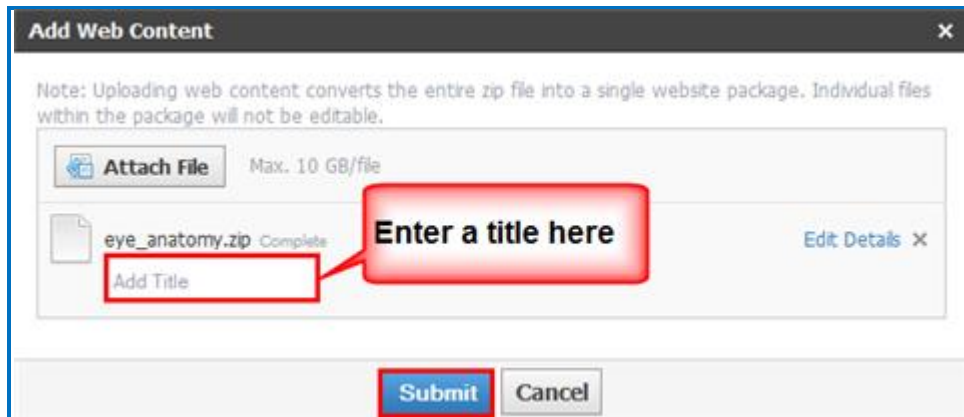 Add Web Content ×
Note: Uploading web content converts the entire zip file into a single website package. Individual files
within the package will not be editable.
Attach File Max. 10 GB/file
Enter a title here
eye_anatomy.zip Complete Edit Details ×
Add Title
Submit Cancel